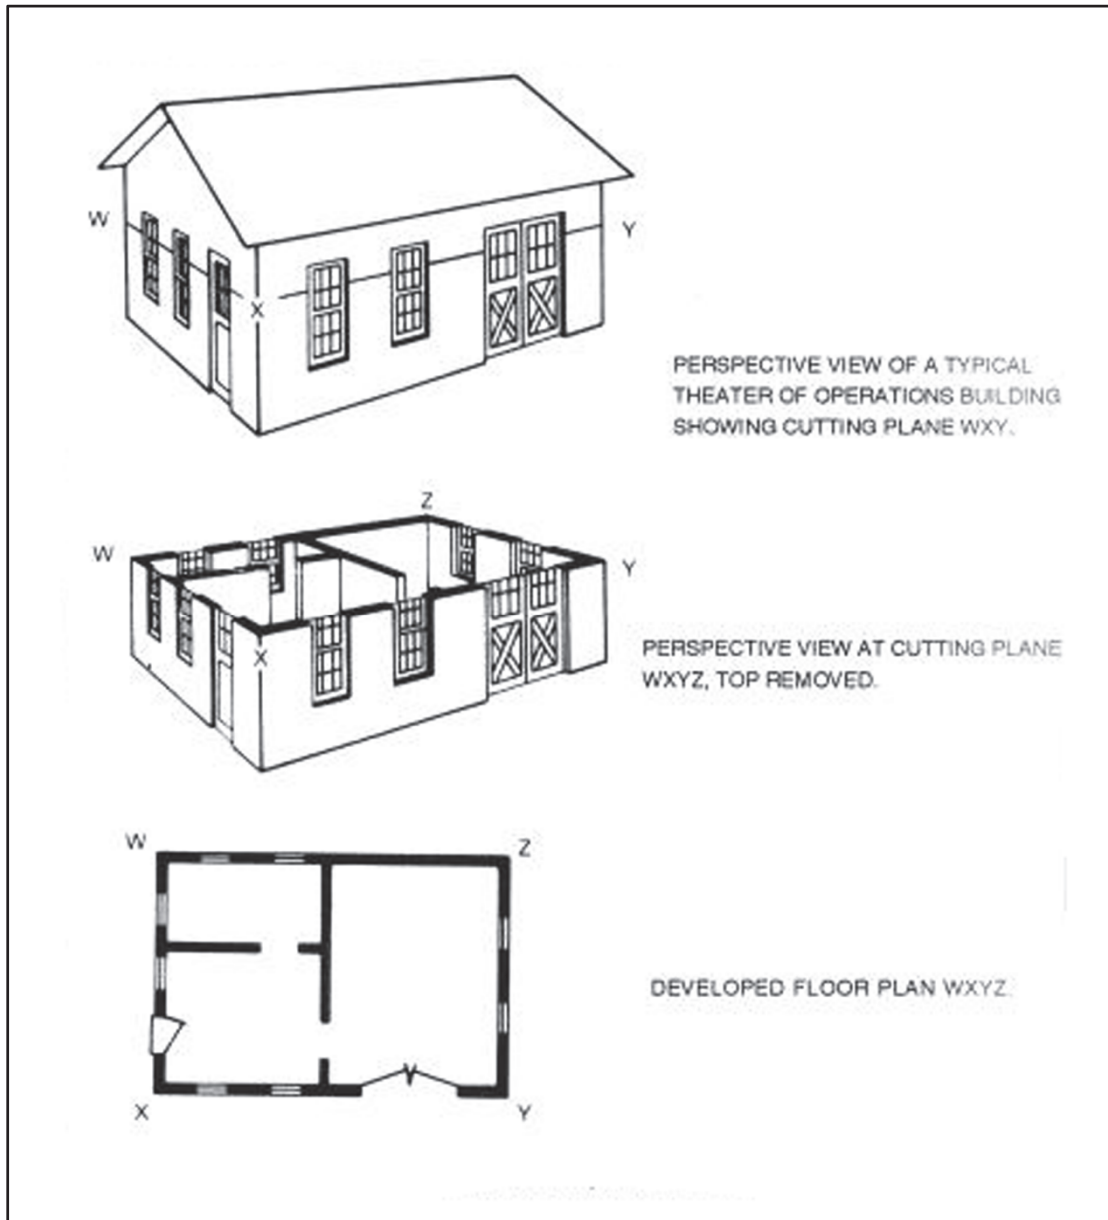 W
Y
X
PERSPECTIVE VIEW OF A TYPICAL
THEATER OF OPERATIONS BUILDING
SHOWING CUTTING PLANE WXY.
Z
W
Y
X
PERSPECTIVE VIEW AT CUTTING PLANE
WXYZ, TOP REMOVED.
W
Z
DEVELOPED FLOOR PLAN WXYZ.
X
Y